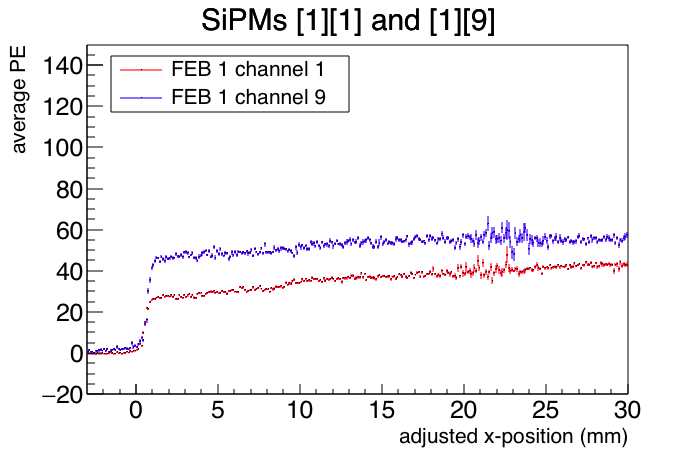 SiPMs [1][1] and [1][9]
average PE
FEB 1 channel 1
FEB 1 channel 9
140
120
100
80
60
40
20
0
−20
0 5 10 15 20 25 30
adjusted x-position (mm)